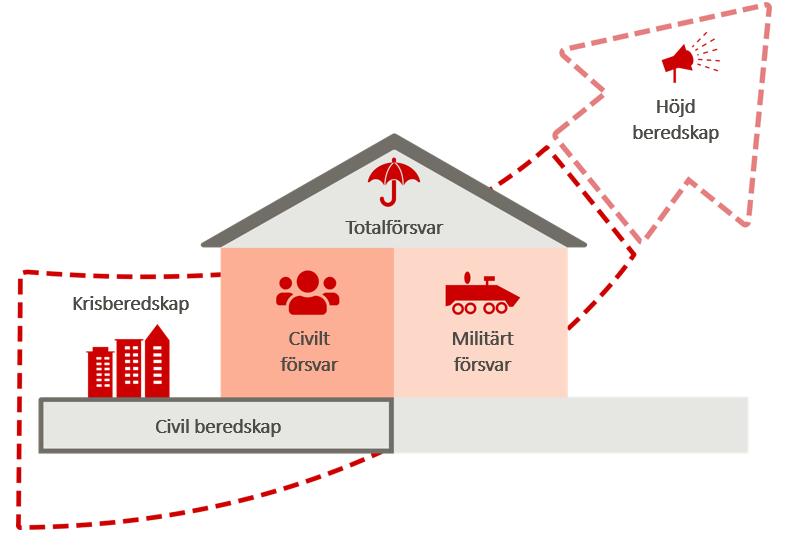 Höjd
beredskap
Totalförsvar
Krisberedskap
Civilt
försvar
Militärt
försvar
Civil beredskap